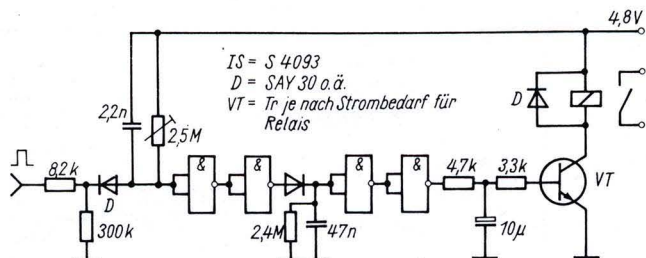 4,8V
IS = S 4093
D = SAY 30 o.ä.
VT = Tr je nach Strombedarf für
Relais
2,2n
2,5M
D
8,2k
&
&
&
&
4,7k
3,3k
VT
D
300k
2,4M
47n
10µ